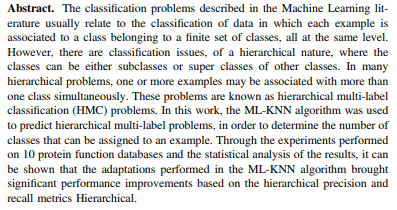 Abstract. The classification problems described in the Machine Learning lit-
erature usually relate to the classification of data in which each example is
associated to a class belonging to a finite set of classes, all at the same level.
However, there are classification issues, of a hierarchical nature, where the
classes can be either subclasses or super classes of other classes. In many
hierarchical problems, one or more examples may be associated with more than
one class simultaneously. These problems are known as hierarchical multi-label
classification (HMC) problems. In this work, the ML-KNN algorithm was used
to predict hierarchical multi-label problems, in order to determine the number of
classes that can be assigned to an example. Through the experiments performed
on 10 protein function databases and the statistical analysis of the results, it can
be shown that the adaptations performed in the ML-KNN algorithm brought
significant performance improvements based on the hierarchical precision and
recall metrics Hierarchical.